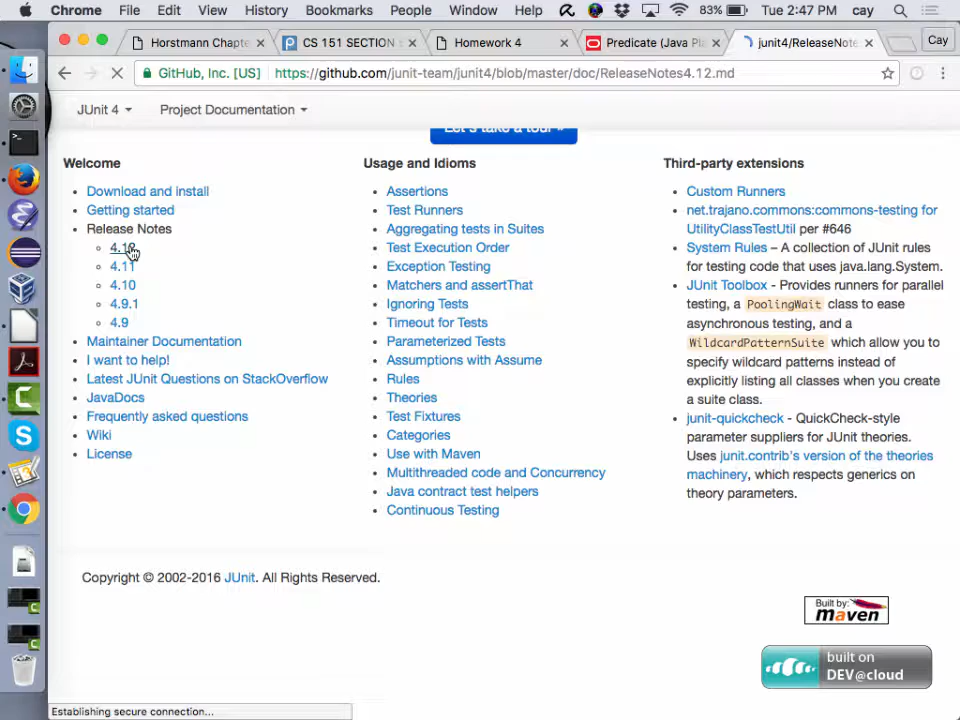 Chrome File Edit View History Bookmarks People Window Help 83% Tue 2:47 PM cay
Horstmann Chapte CS 151 SECTION Homework 4 Predicate (Java Pl junit4/ReleaseNote Cay
GitHub, Inc. [US] https://github.com/junit-team/junit4/blob/master/doc/ReleaseNotes4.12.md
JUnit 4 Project Documentation
Let's take a tour »
Welcome
Download and install
Getting started
Release Notes
4.12
4.11
4.10
4.9.1
4.9
Maintainer Documentation
I want to help!
Latest JUnit Questions on StackOverflow
JavaDocs
Frequently asked questions
Wiki
License
Usage and Idioms
Assertions
Test Runners
Aggregating tests in Suites
Test Execution Order
Exception Testing
Matchers and assertThat
Ignoring Tests
Timeout for Tests
Parameterized Tests
Assumptions with Assume
Rules
Theories
Test Fixtures
Categories
Use with Maven
Multithreaded code and Concurrency
Java contract test helpers
Continuous Testing
Third-party extensions
Custom Runners
net.trajano.commons:commons-testing for
UtilityClassTestUtil per #646
System Rules – A collection of JUnit rules
for testing code that uses java.lang.System.
JUnit Toolbox - Provides runners for parallel
testing, a PoolingWait class to ease
asynchronous testing, and a
WildcardPatternSuite which allow you to
specify wildcard patterns instead of
explicitly listing all classes when you create
a suite class.
junit-quickcheck - QuickCheck-style
parameter suppliers for JUnit theories.
Uses junit.contrib's version of the theories
machinery, which respects generics on
theory parameters.
Copyright © 2002-2016 JUnit. All Rights Reserved.
Built by:
maven
built on
DEV@cloud
Establishing secure connection...